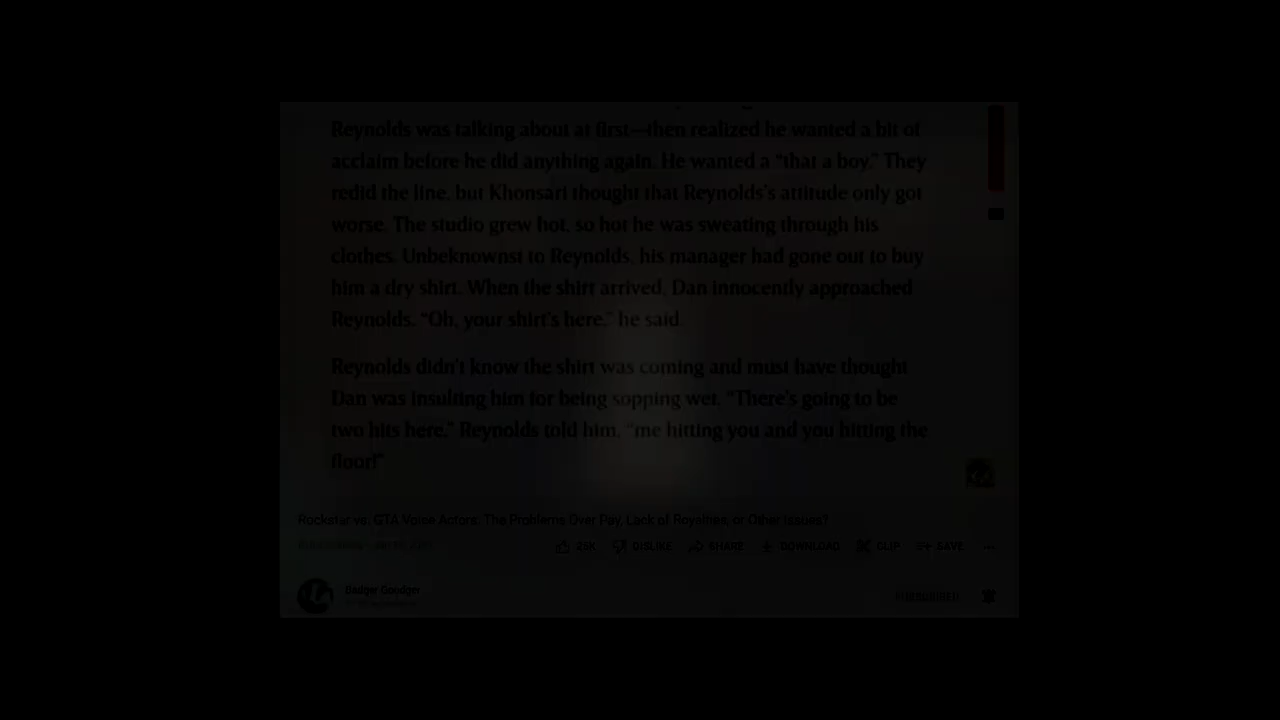 Reynolds was talking about at first—then realized he wanted a bit of
acclaim before he did anything again. He wanted a “that a boy.” They
redid the line, but Khonsari thought that Reynolds’s attitude only got
worse. The studio grew hot, so hot he was sweating through his
clothes. Unbeknownst to Reynolds, his manager had gone out to buy
him a dry shirt. When the shirt arrived, Dan innocently approached
Reynolds. “Oh, your shirt’s here,” he said.
Reynolds didn’t know the shirt was coming and must have thought
Dan was insulting him for being sopping wet. “There’s going to be
two hits here,” Reynolds told him, “me hitting you and you hitting the
floor!”
Rockstar vs. GTA Voice Actors: The Problems Over Pay, Lack of Royalties, or Other Issues?
25K DISLIKE SHARE DOWNLOAD CLIP SAVE
Badger Goodger
SUBSCRIBED